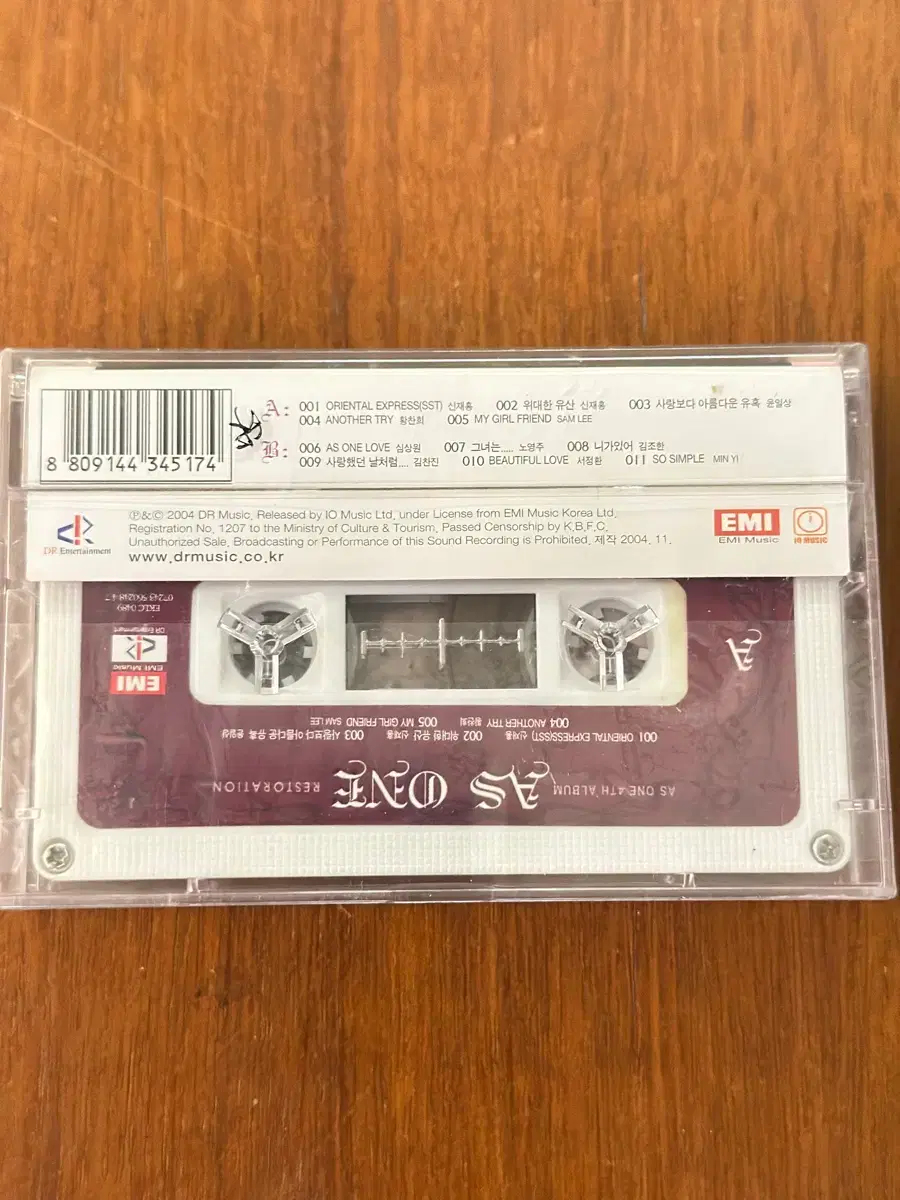 A: 001 ORIENTAL EXPRESS(SST) 신재홍 002 위대한 유산 신재홍 003 사랑보다 아름다운 유혹 윤일상
004 ANOTHER TRY 황찬희 005 MY GIRL FRIEND SAM LEE
B: 006 AS ONE LOVE 심상원 007 그녀는..... 노영주 008 니가있어 김조한
009 사랑했던 날처럼.... 김찬진 010 BEAUTIFUL LOVE 서정환 011 SO SIMPLE MIN YI
8 809144 345174
DR Entertainment
℗&© 2004 DR Music, Released by IO Music Ltd, under License from EMI Music Korea Ltd,
Registration No, 1207 to the Ministry of Culture & Tourism, Passed Censorship by K,B,F,C,
Unauthorized Sale, Broadcasting or Performance of this Sound Recording is Prohibited, 제작 2004. 11.
www.drmusic.co.kr
EMI
EMI Music
IO MUSIC
AS ONE 4TH ALBUM AS ONE RESTORATION
001 ORIENTAL EXPRESS(SST) 신재홍 002 위대한 유산 신재홍 003 사랑보다 아름다운 유혹 윤일상
004 ANOTHER TRY 황찬희 005 MY GIRL FRIEND SAM LEE
A
EMI
EMI Music
DR Entertainment
EKLC 0489